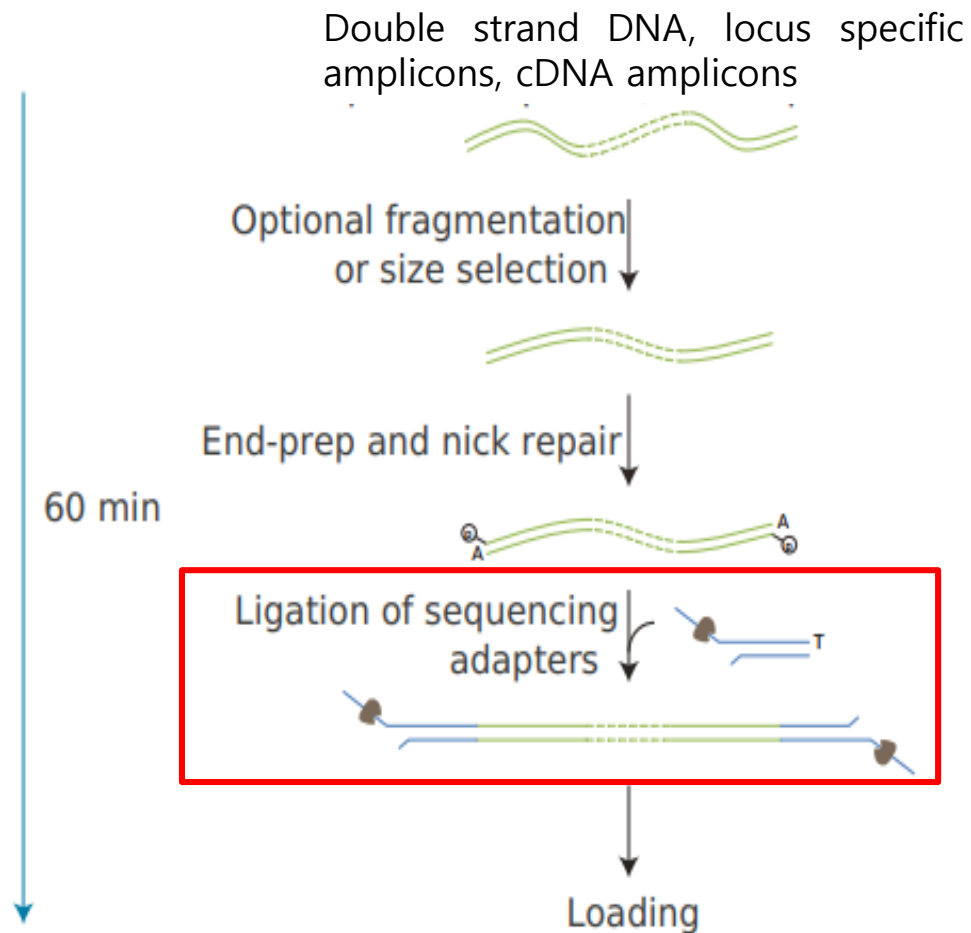 Double strand DNA, locus specific
amplicons, cDNA amplicons
Optional fragmentation
or size selection
End-prep and nick repair
60 min
P
A
A
P
Ligation of sequencing
adapters
T
Loading